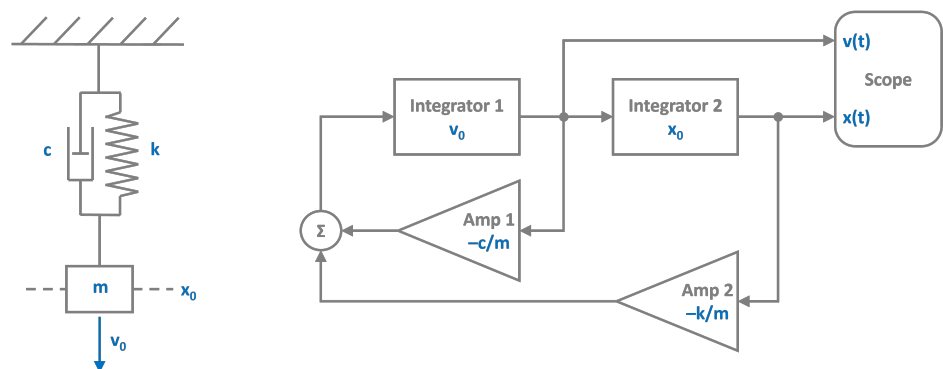 c
k
m
x0
v0
Integrator 1
v0
Integrator 2
x0
v(t)
Scope
x(t)
Σ
Amp 1
–c/m
Amp 2
–k/m